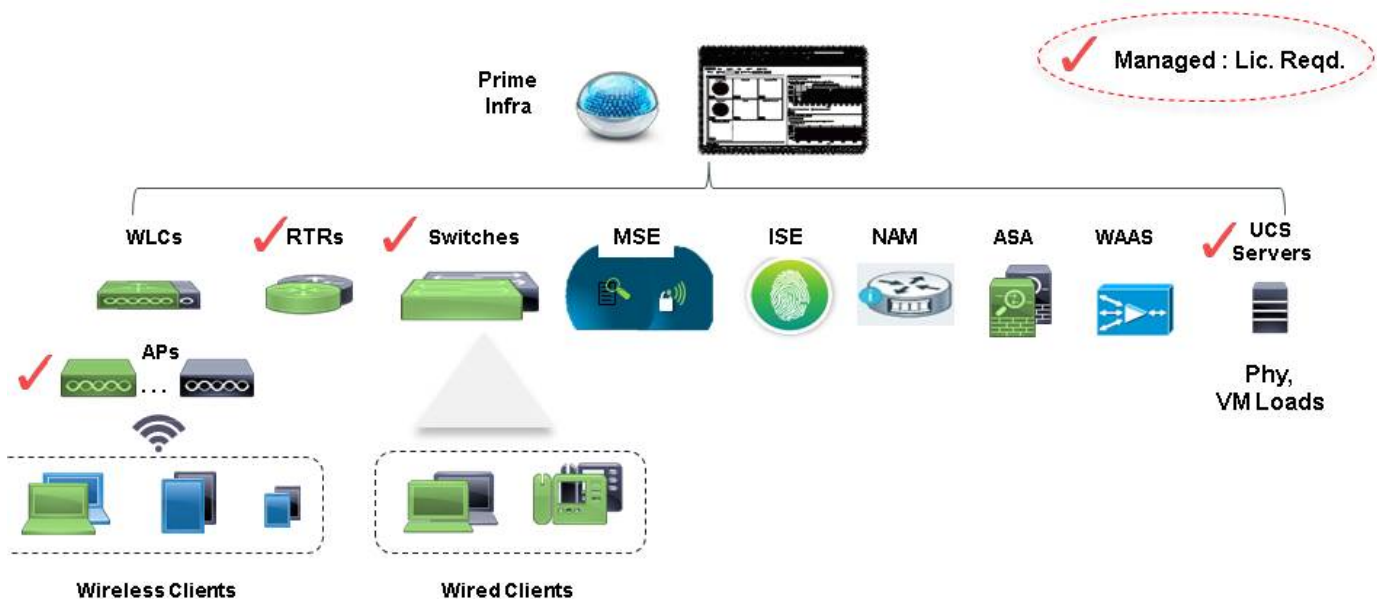 Prime
Infra
Managed : Lic. Reqd.
WLCs
RTRs
Switches
MSE
ISE
NAM
ASA
WAAS
UCS
Servers
APs
...
Phy,
VM Loads
Wireless Clients
Wired Clients